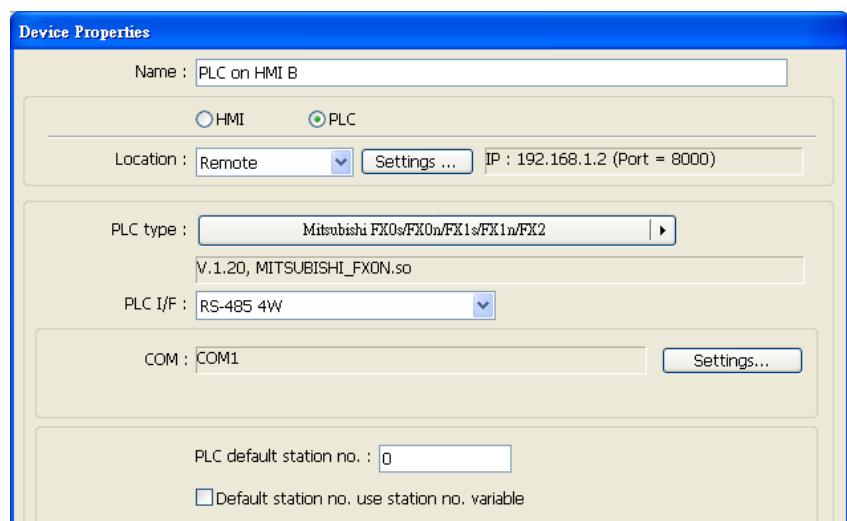 Device Properties
Name : PLC on HMI B
HMI PLC
Location : Remote Settings ... IP : 192.168.1.2 (Port = 8000)
PLC type : Mitsubishi FX0s/FX0n/FX1s/FX1n/FX2
V.1.20, MITSUBISHI_FX0N.so
PLC I/F : RS-485 4W
COM : COM1 Settings...
PLC default station no. : 0
Default station no. use station no. variable